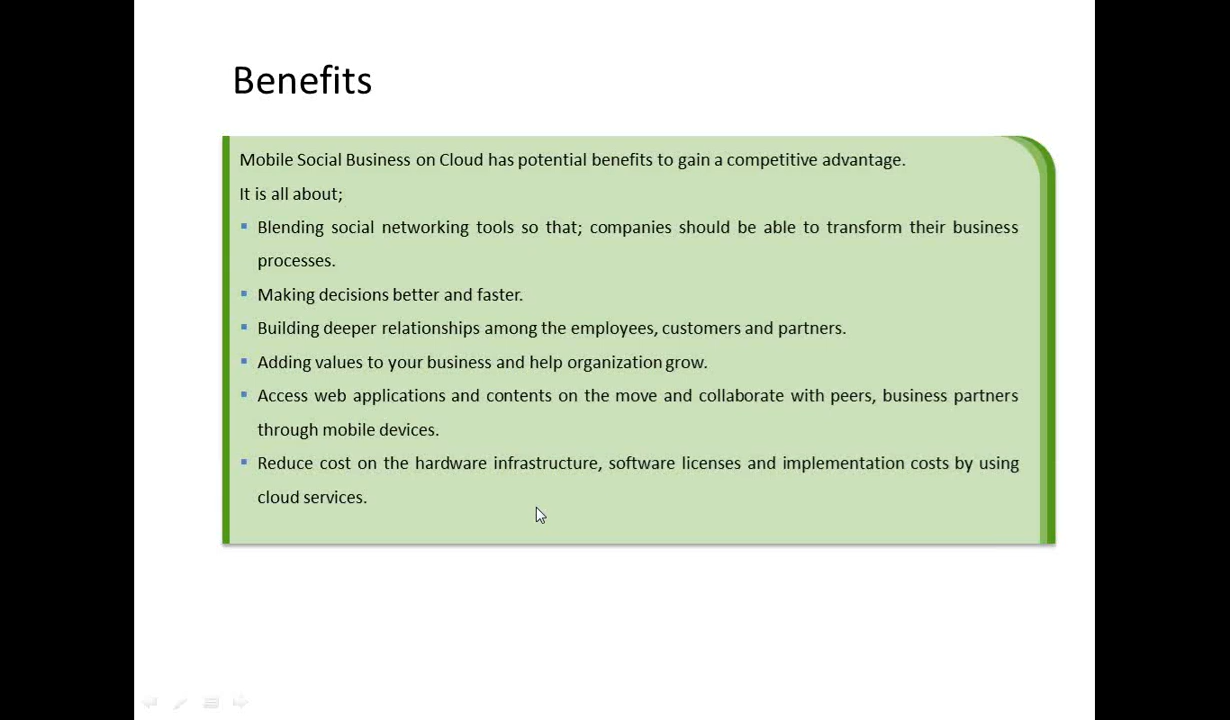 Benefits
Mobile Social Business on Cloud has potential benefits to gain a competitive advantage.
It is all about;
▪ Blending social networking tools so that; companies should be able to transform their business
processes.
▪ Making decisions better and faster.
▪ Building deeper relationships among the employees, customers and partners.
▪ Adding values to your business and help organization grow.
▪ Access web applications and contents on the move and collaborate with peers, business partners
through mobile devices.
▪ Reduce cost on the hardware infrastructure, software licenses and implementation costs by using
cloud services.